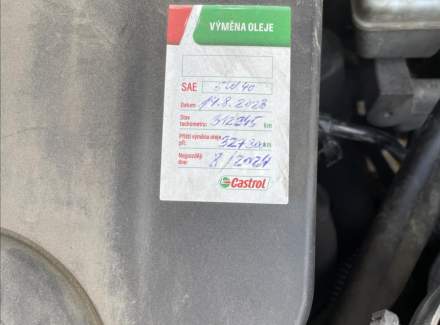 VÝMĚNA OLEJE
SAE 5W40
Datum: 14.8.2023
Stav tachometru: 312245 km
Příští výměna oleje při: km
Nejpozději dne: 8/2024
Castrol